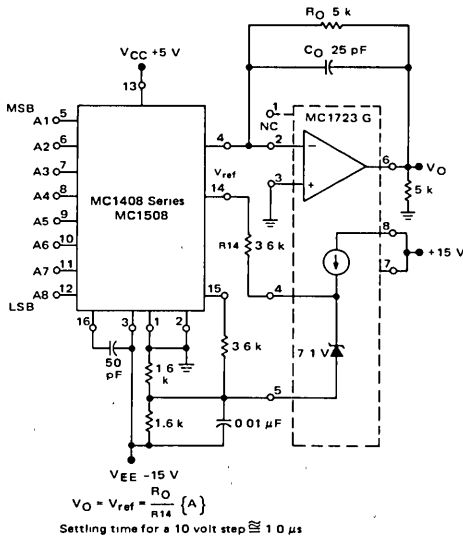 RO 5 k
CO 25 pF
VCC +5 V
13
MSB
A1 5
A2 6
A3 7
A4 8
A5 9
A6 10
A7 11
A8 12
LSB
MC1408 Series
MC1508
4
Vref
14
15
16
3
1
2
1
NC
MC1723 G
2
3
6
VO
5 k
8
7
+15 V
R14
3 6 k
4
7 1 V
5
3 6 k
50
pF
1 6
k
1.6 k
0 01 µF
VEE -15 V
VO = Vref = RO/R14 {A}
Settling time for a 10 volt step ≅ 1 0 µs